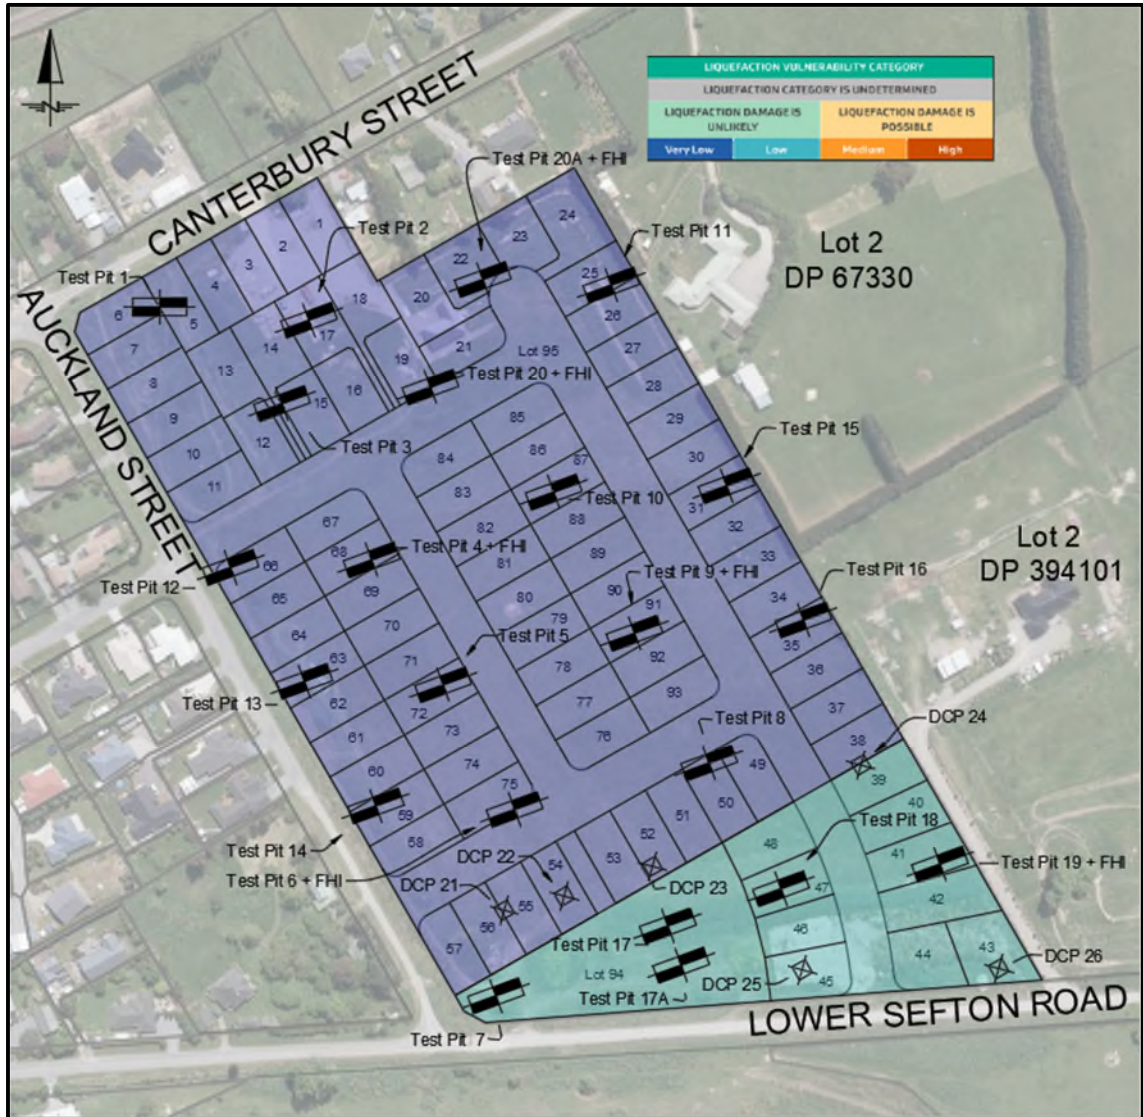 LIQUEFACTION VULNERABILITY CATEGORY
LIQUEFACTION CATEGORY IS UNDETERMINED
LIQUEFACTION DAMAGE IS
UNLIKELY
LIQUEFACTION DAMAGE IS
POSSIBLE
Very Low
Low
Medium
High
N
CANTERBURY STREET
AUCKLAND STREET
LOWER SEFTON ROAD
Lot 2
DP 67330
Lot 2
DP 394101
Test Pit 20A + FHI
Test Pit 2
Test Pit 11
Test Pit 1
Test Pit 20 + FHI
Test Pit 3
Test Pit 15
Test Pit 10
Test Pit 4 + FHI
Test Pit 12
Test Pit 9 + FHI
Test Pit 16
Test Pit 5
Test Pit 13
Test Pit 8
DCP 24
Test Pit 14
Test Pit 18
Test Pit 6 + FHI
DCP 22
DCP 21
DCP 23
Test Pit 19 + FHI
Test Pit 17
Test Pit 17A
DCP 25
DCP 26
Test Pit 7
Lot 95
Lot 94
1
2
3
4
5
6
7
8
9
10
11
12
13
14
15
16
17
18
19
20
21
22
23
24
25
26
27
28
29
30
31
32
33
34
35
36
37
38
39
40
41
42
43
44
45
46
47
48
49
50
51
52
53
54
55
56
57
58
59
60
61
62
63
64
65
66
67
68
69
70
71
72
73
74
75
76
77
78
79
80
81
82
83
84
85
86
87
88
89
90
91
92
93